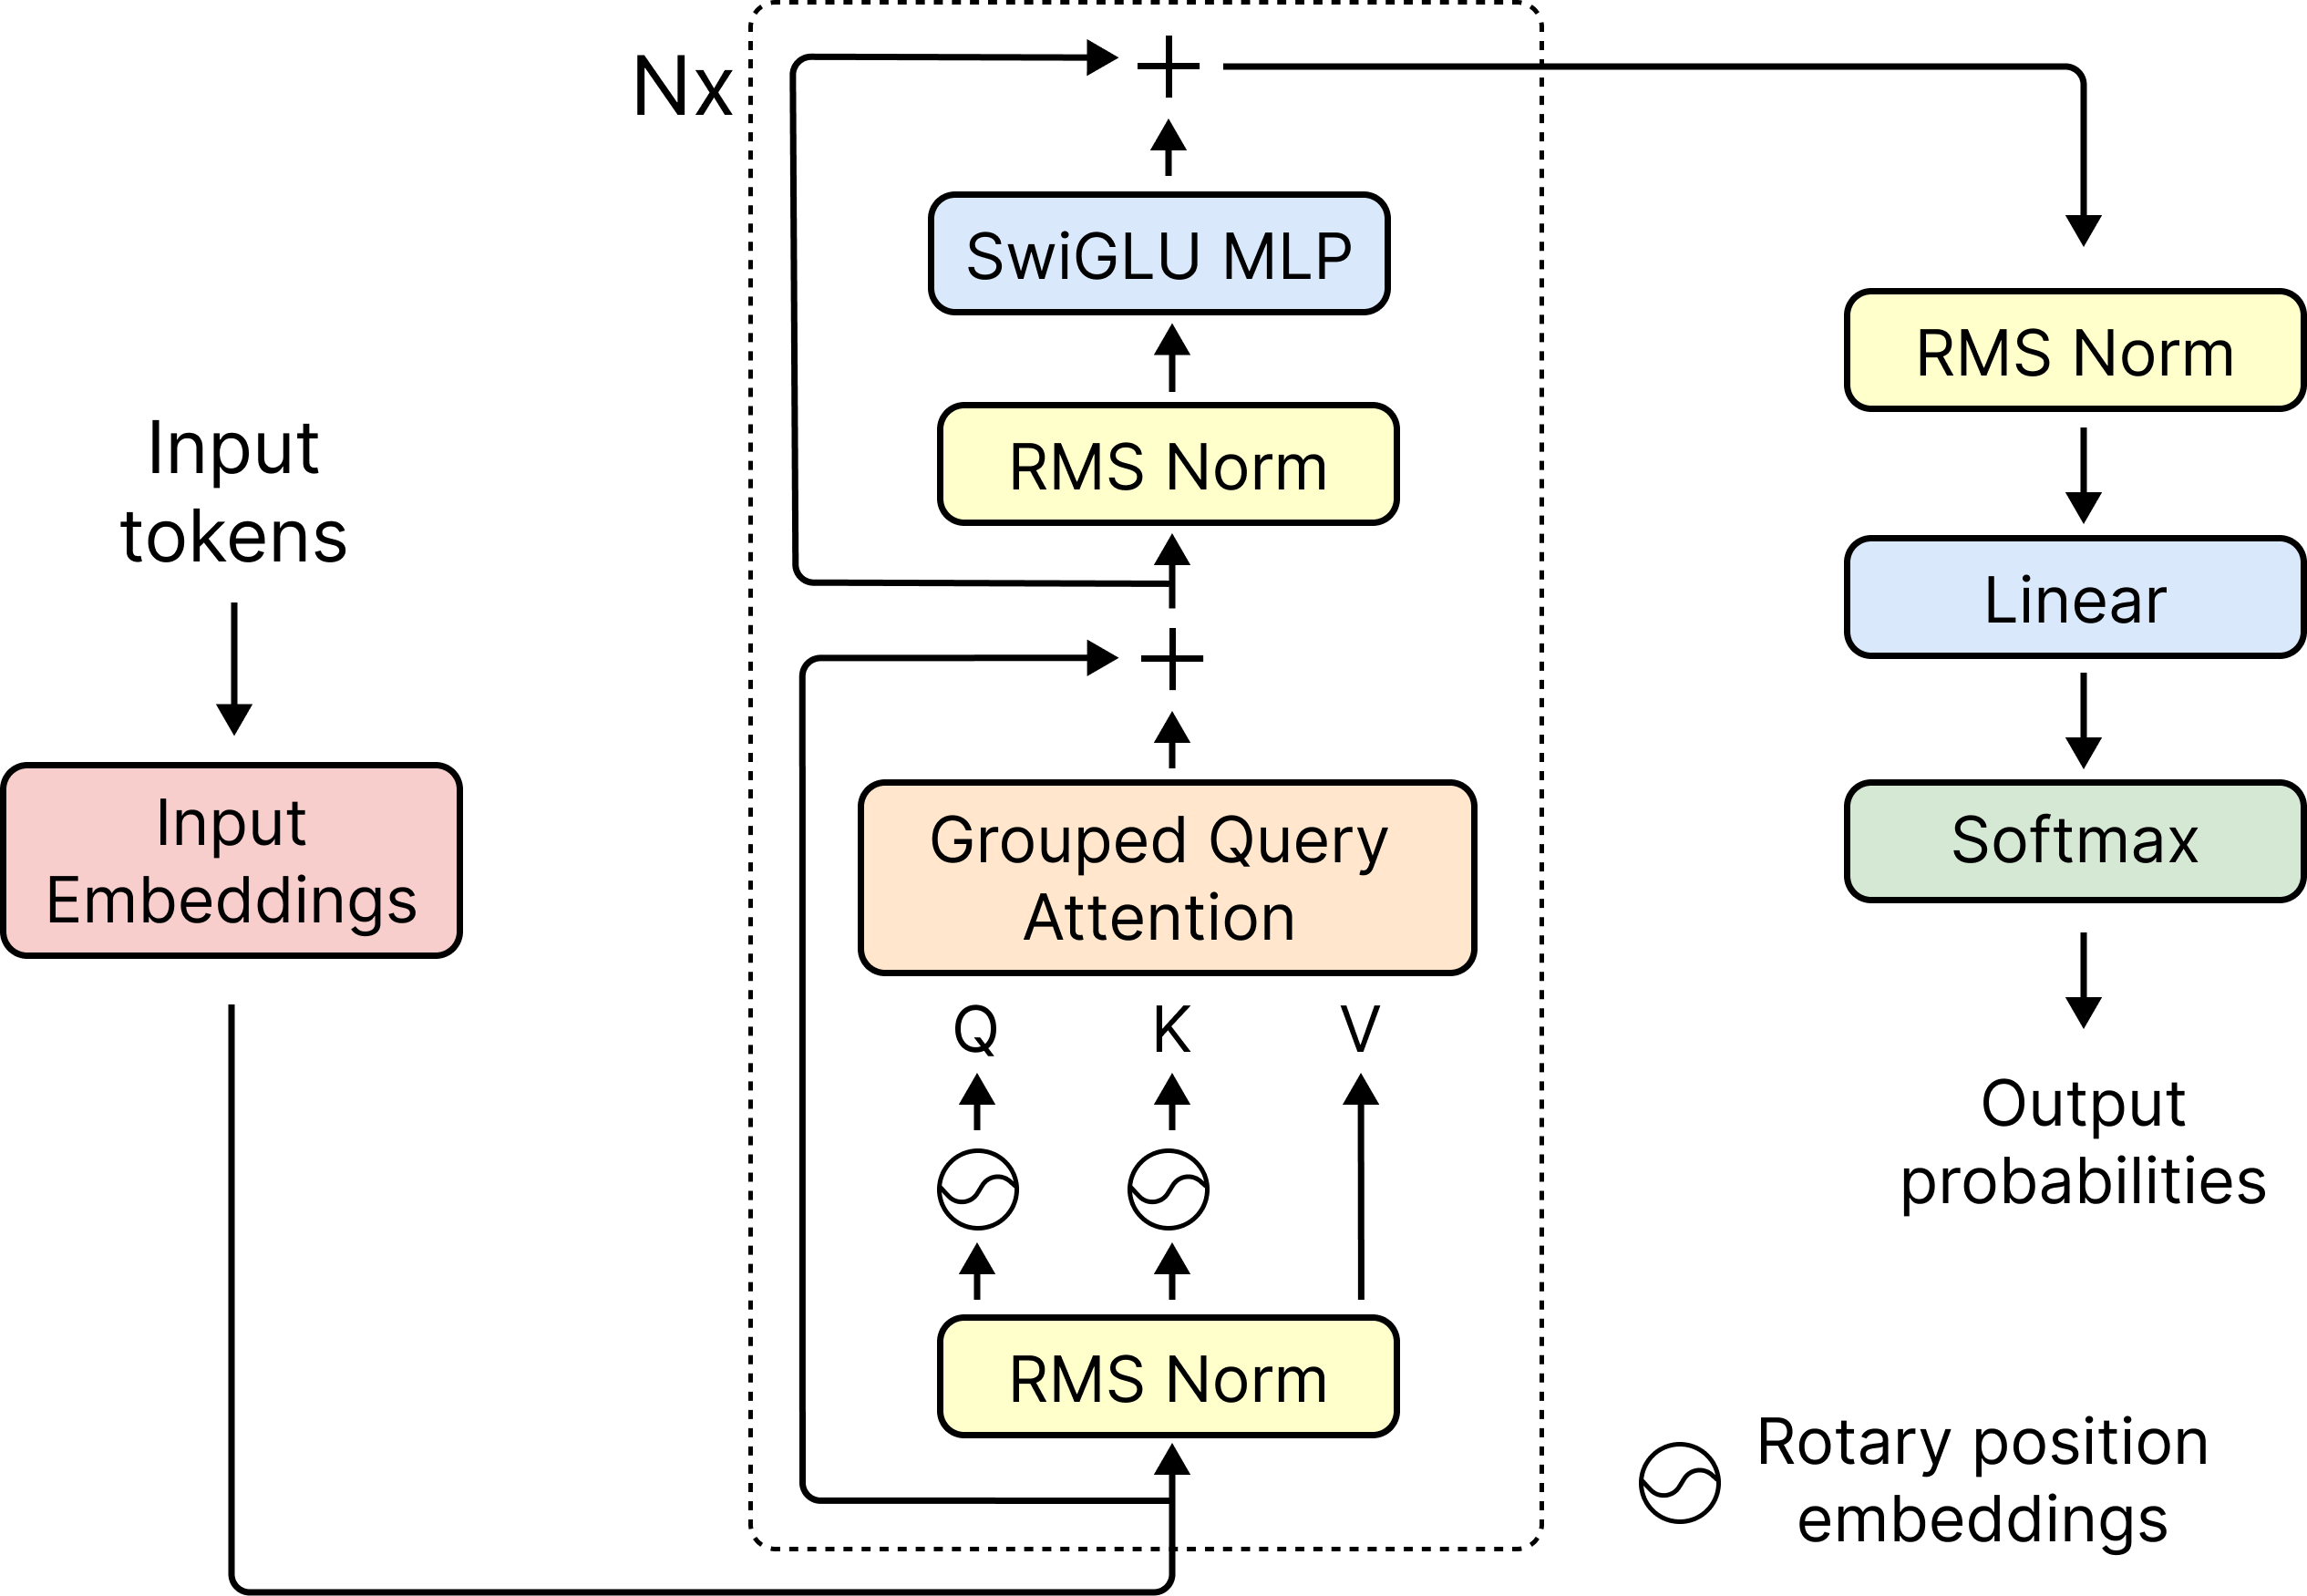 Input
tokens
Input
Embeddings
Nx
SwiGLU MLP
RMS Norm
Grouped Query
Attention
Q K V
RMS Norm
RMS Norm
Linear
Softmax
Output
probabilities
Rotary position
embeddings